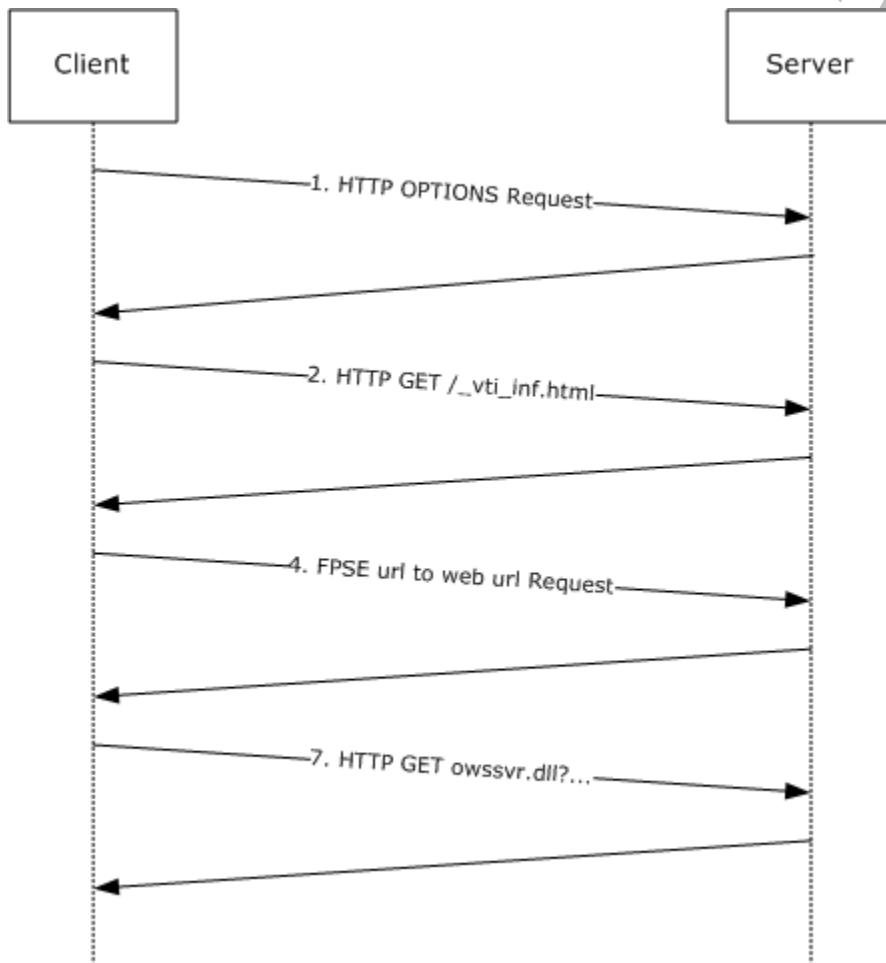 Client
Server
1. HTTP OPTIONS Request
2. HTTP GET /_vti_inf.html
4. FPSE url to web url Request
7. HTTP GET owssvr.dll?...